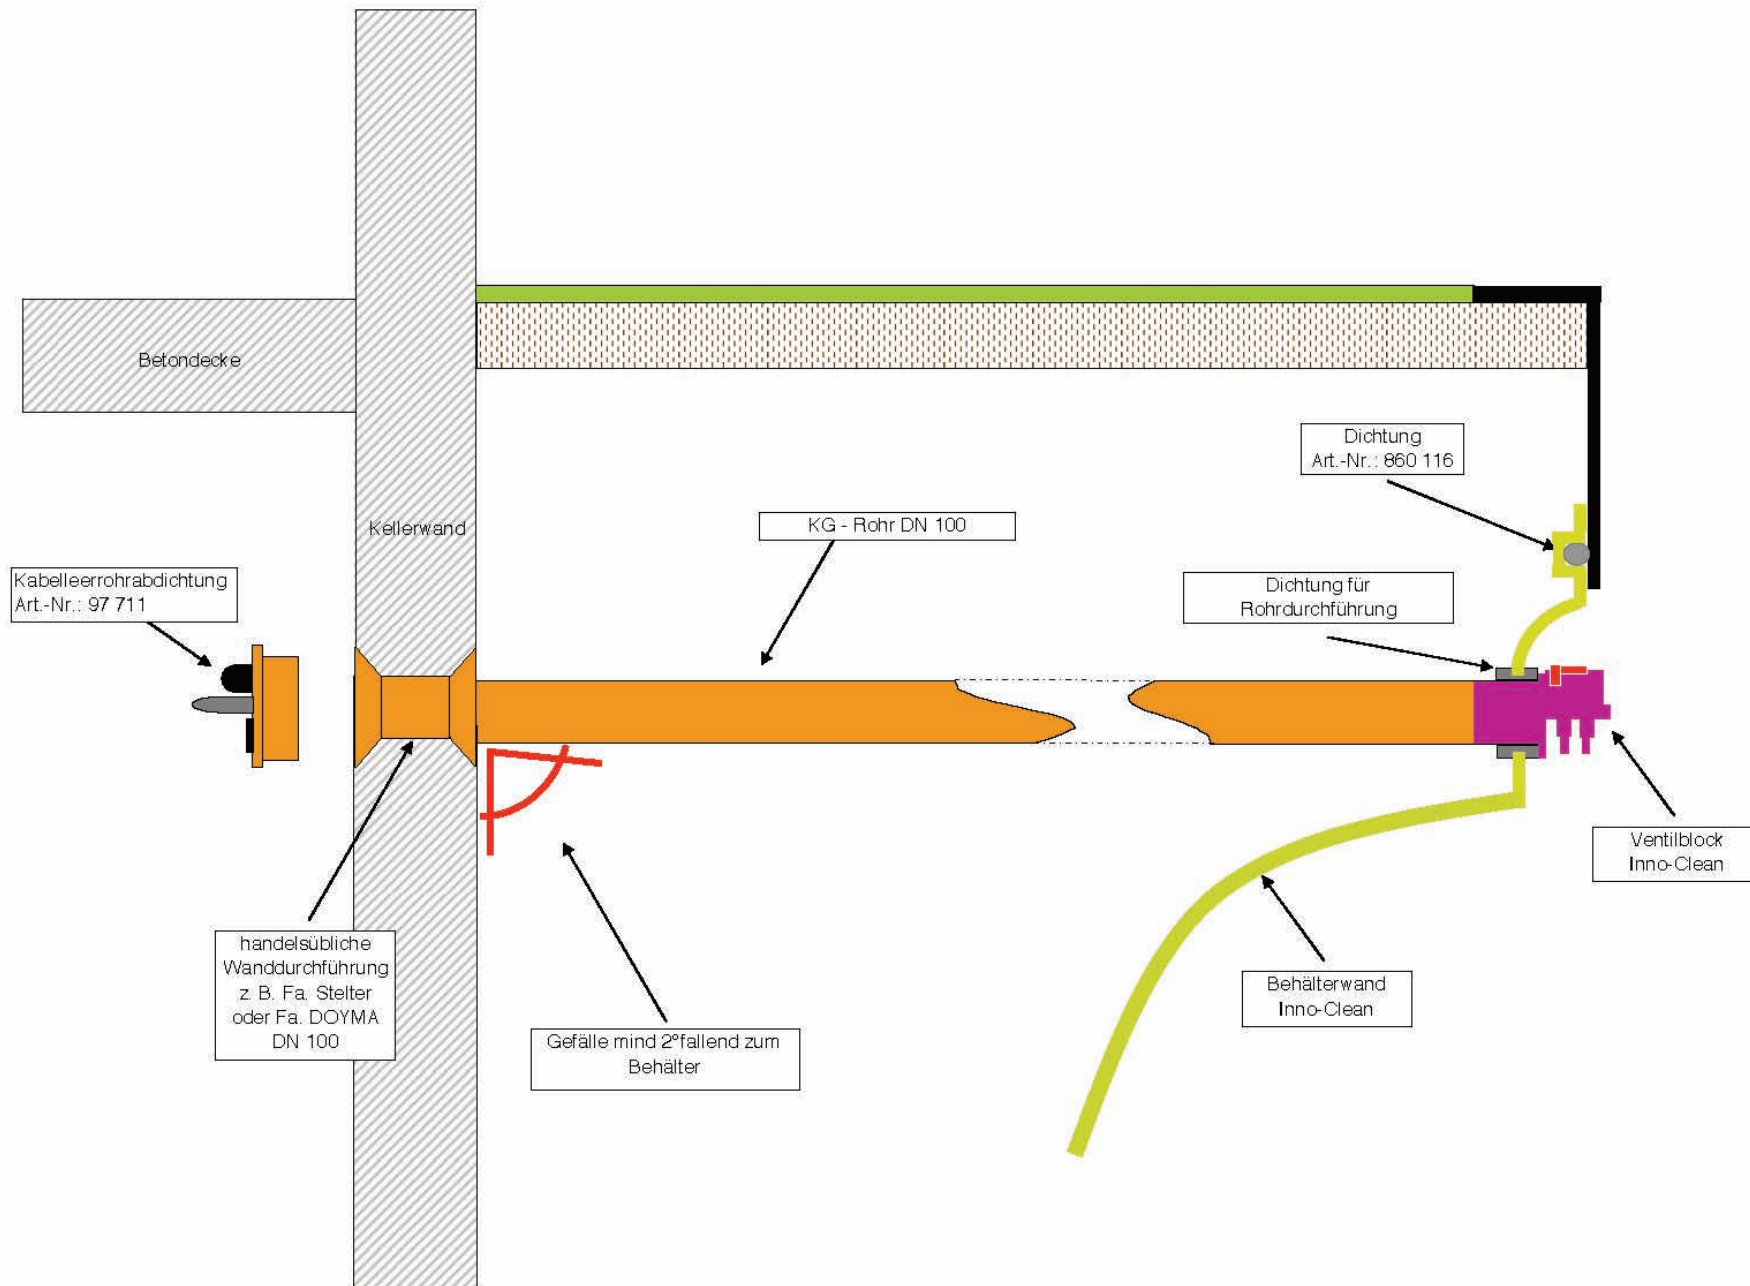 Betondecke
Dichtung
Art.-Nr.: 860 116
Kellerwand
KG - Rohr DN 100
Kabelleerrohrabdichtung
Art.-Nr.: 97 711
Dichtung für
Rohrdurchführung
Ventilblock
Inno-Clean
handelsübliche
Wanddurchführung
z. B. Fa. Stelter
oder Fa. DOYMA
DN 100
Behälterwand
Inno-Clean
Gefälle mind 2°fallend zum
Behälter